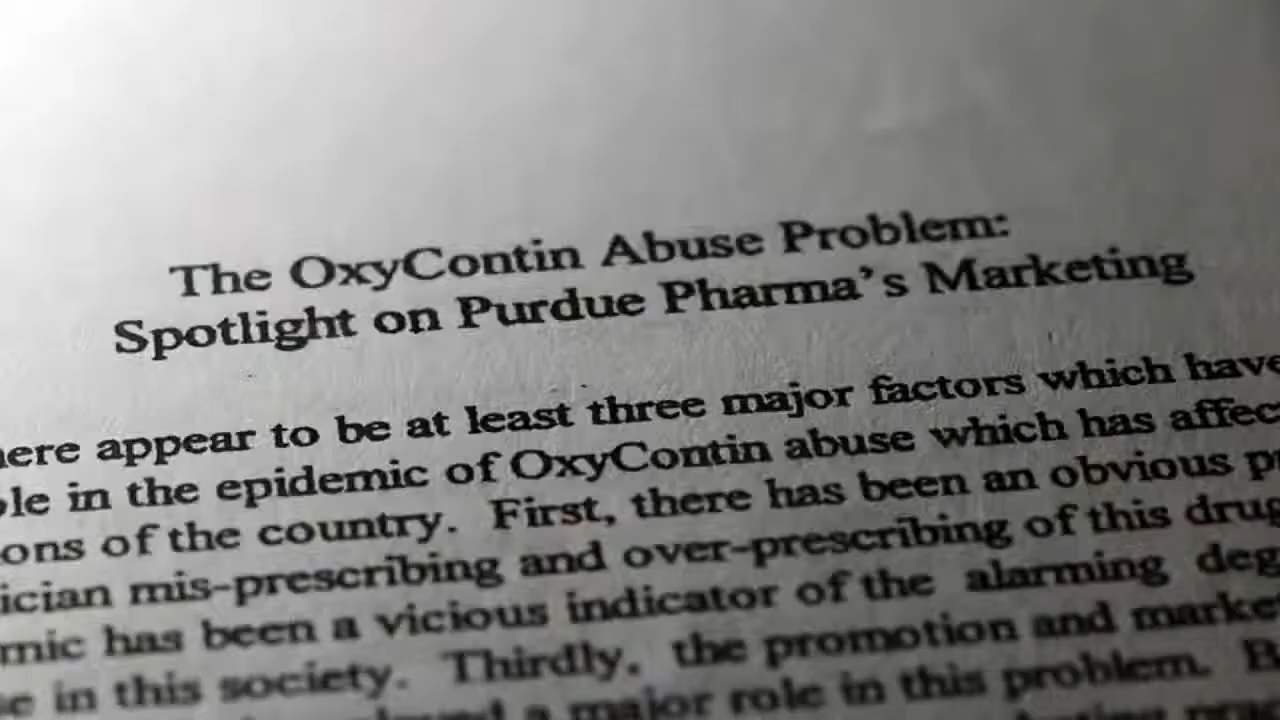 The OxyContin Abuse Problem:
Spotlight on Purdue Pharma's Marketing
here appear to be at least three major factors which have
le in the epidemic of OxyContin abuse which has affec
ons of the country. First, there has been an obvious p
ician mis-prescribing and over-prescribing of this drug
mic has been a vicious indicator of the alarming deg
e in this society. Thirdly, the promotion and marke
a major role in this problem. B